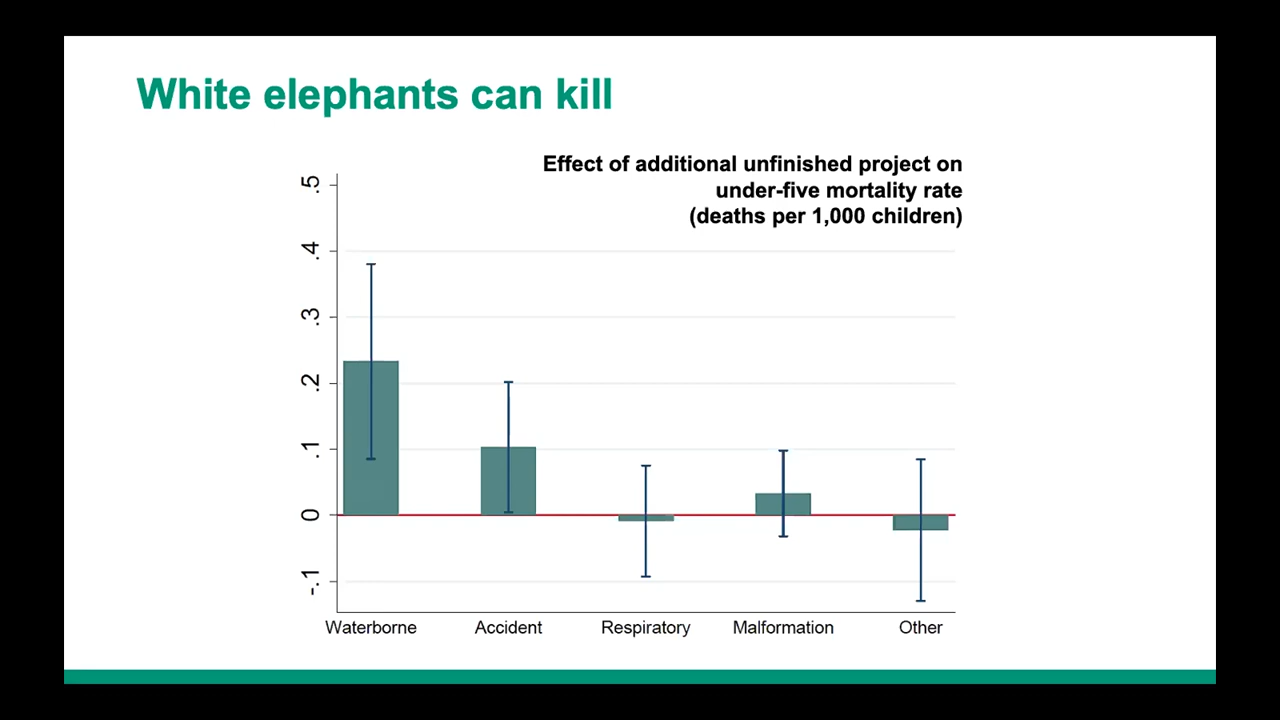 White elephants can kill
Effect of additional unfinished project on
under-five mortality rate
(deaths per 1,000 children)
.5
.4
.3
.2
.1
0
-.1
Waterborne Accident Respiratory Malformation Other